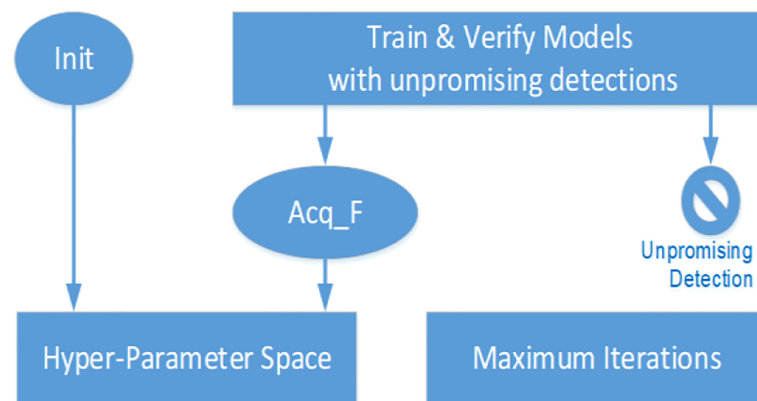 Init
Train & Verify Models
with unpromising detections
Acq_F
Unpromising
Detection
Hyper-Parameter Space
Maximum Iterations